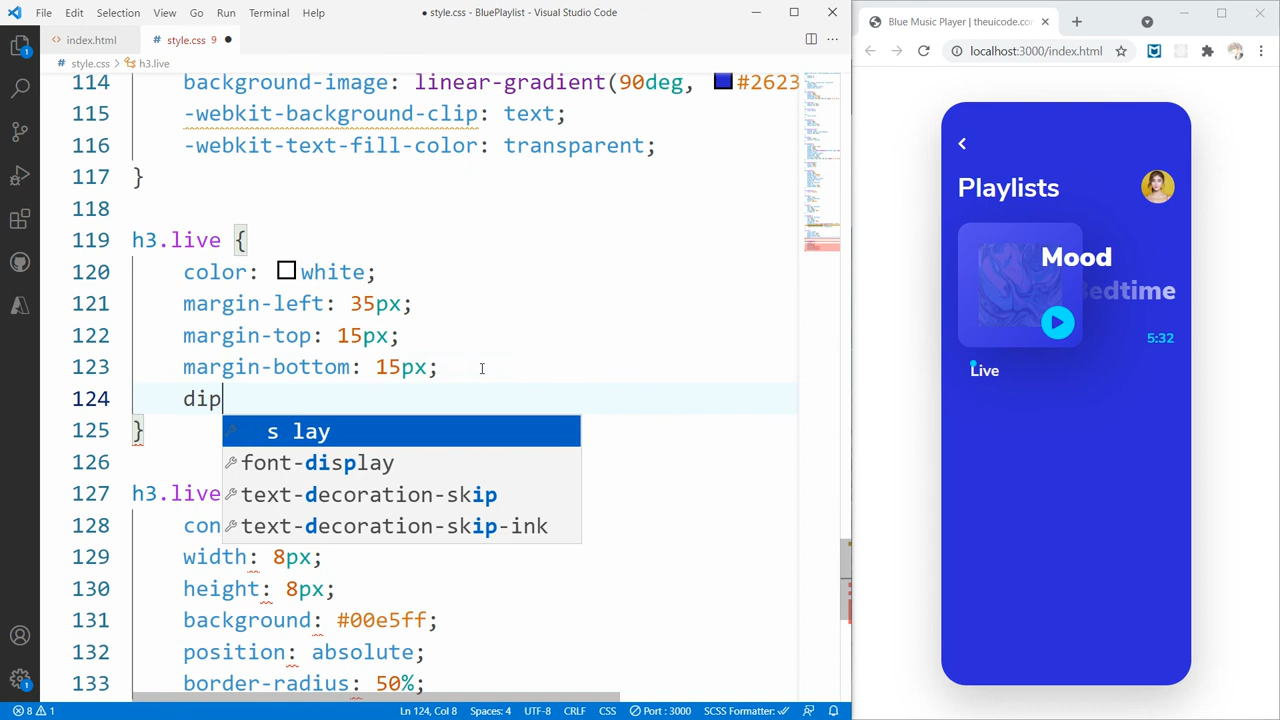 File Edit Selection View Go Run Terminal Help
● style.css - BluePlaylist - Visual Studio Code
index.html
style.css 9 ●
style.css > h3.live
114 background-image: linear-gradient(90deg, #2623
115 -webkit-background-clip: text;
116 -webkit-text-fill-color: transparent;
117 }
118
119 h3.live {
120 color: white;
121 margin-left: 35px;
122 margin-top: 15px;
123 margin-bottom: 15px;
124 dip
s lay
font-display
text-decoration-skip
text-decoration-skip-ink
125 }
126
127 h3.live
128 con
129 width: 8px;
130 height: 8px;
131 background: #00e5ff;
132 position: absolute;
133 border-radius: 50%;
1
1
8 1 Ln 124, Col 8 Spaces: 4 UTF-8 CRLF CSS Port : 3000 SCSS Formatter:
Blue Music Player | theuicode.com
localhost:3000/index.html
Playlists
Mood
Bedtime
5:32
Live